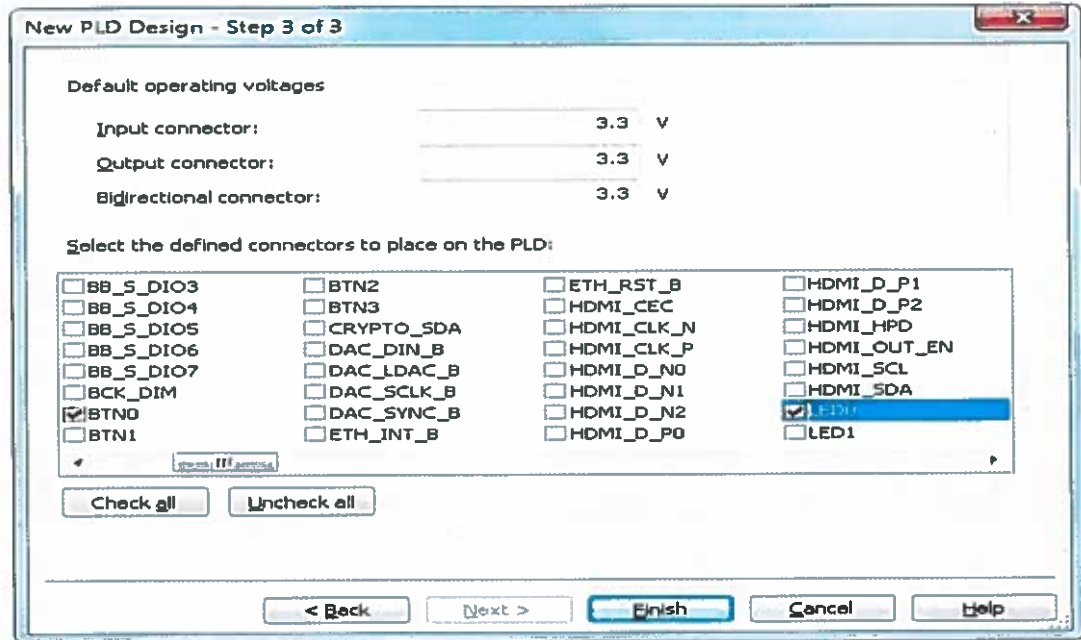 New PLD Design - Step 3 of 3
Default operating voltages
Input connector: 3.3 V
Output connector: 3.3 V
Bidirectional connector: 3.3 V
Select the defined connectors to place on the PLD:
BB_S_DIO3 BTN2 ETH_RST_B HDMI_D_P1
BB_S_DIO4 BTN3 HDMI_CEC HDMI_D_P2
BB_S_DIO5 CRYPTO_SDA HDMI_CLK_N HDMI_HPD
BB_S_DIO6 DAC_DIN_B HDMI_CLK_P HDMI_OUT_EN
BB_S_DIO7 DAC_LDAC_B HDMI_D_N0 HDMI_SCL
BCK_DIM DAC_SCLK_B HDMI_D_N1 HDMI_SDA
BTN0 DAC_SYNC_B HDMI_D_N2 LED0
BTN1 ETH_INT_B HDMI_D_P0 LED1
Check all Uncheck all
< Back Next > Finish Cancel Help